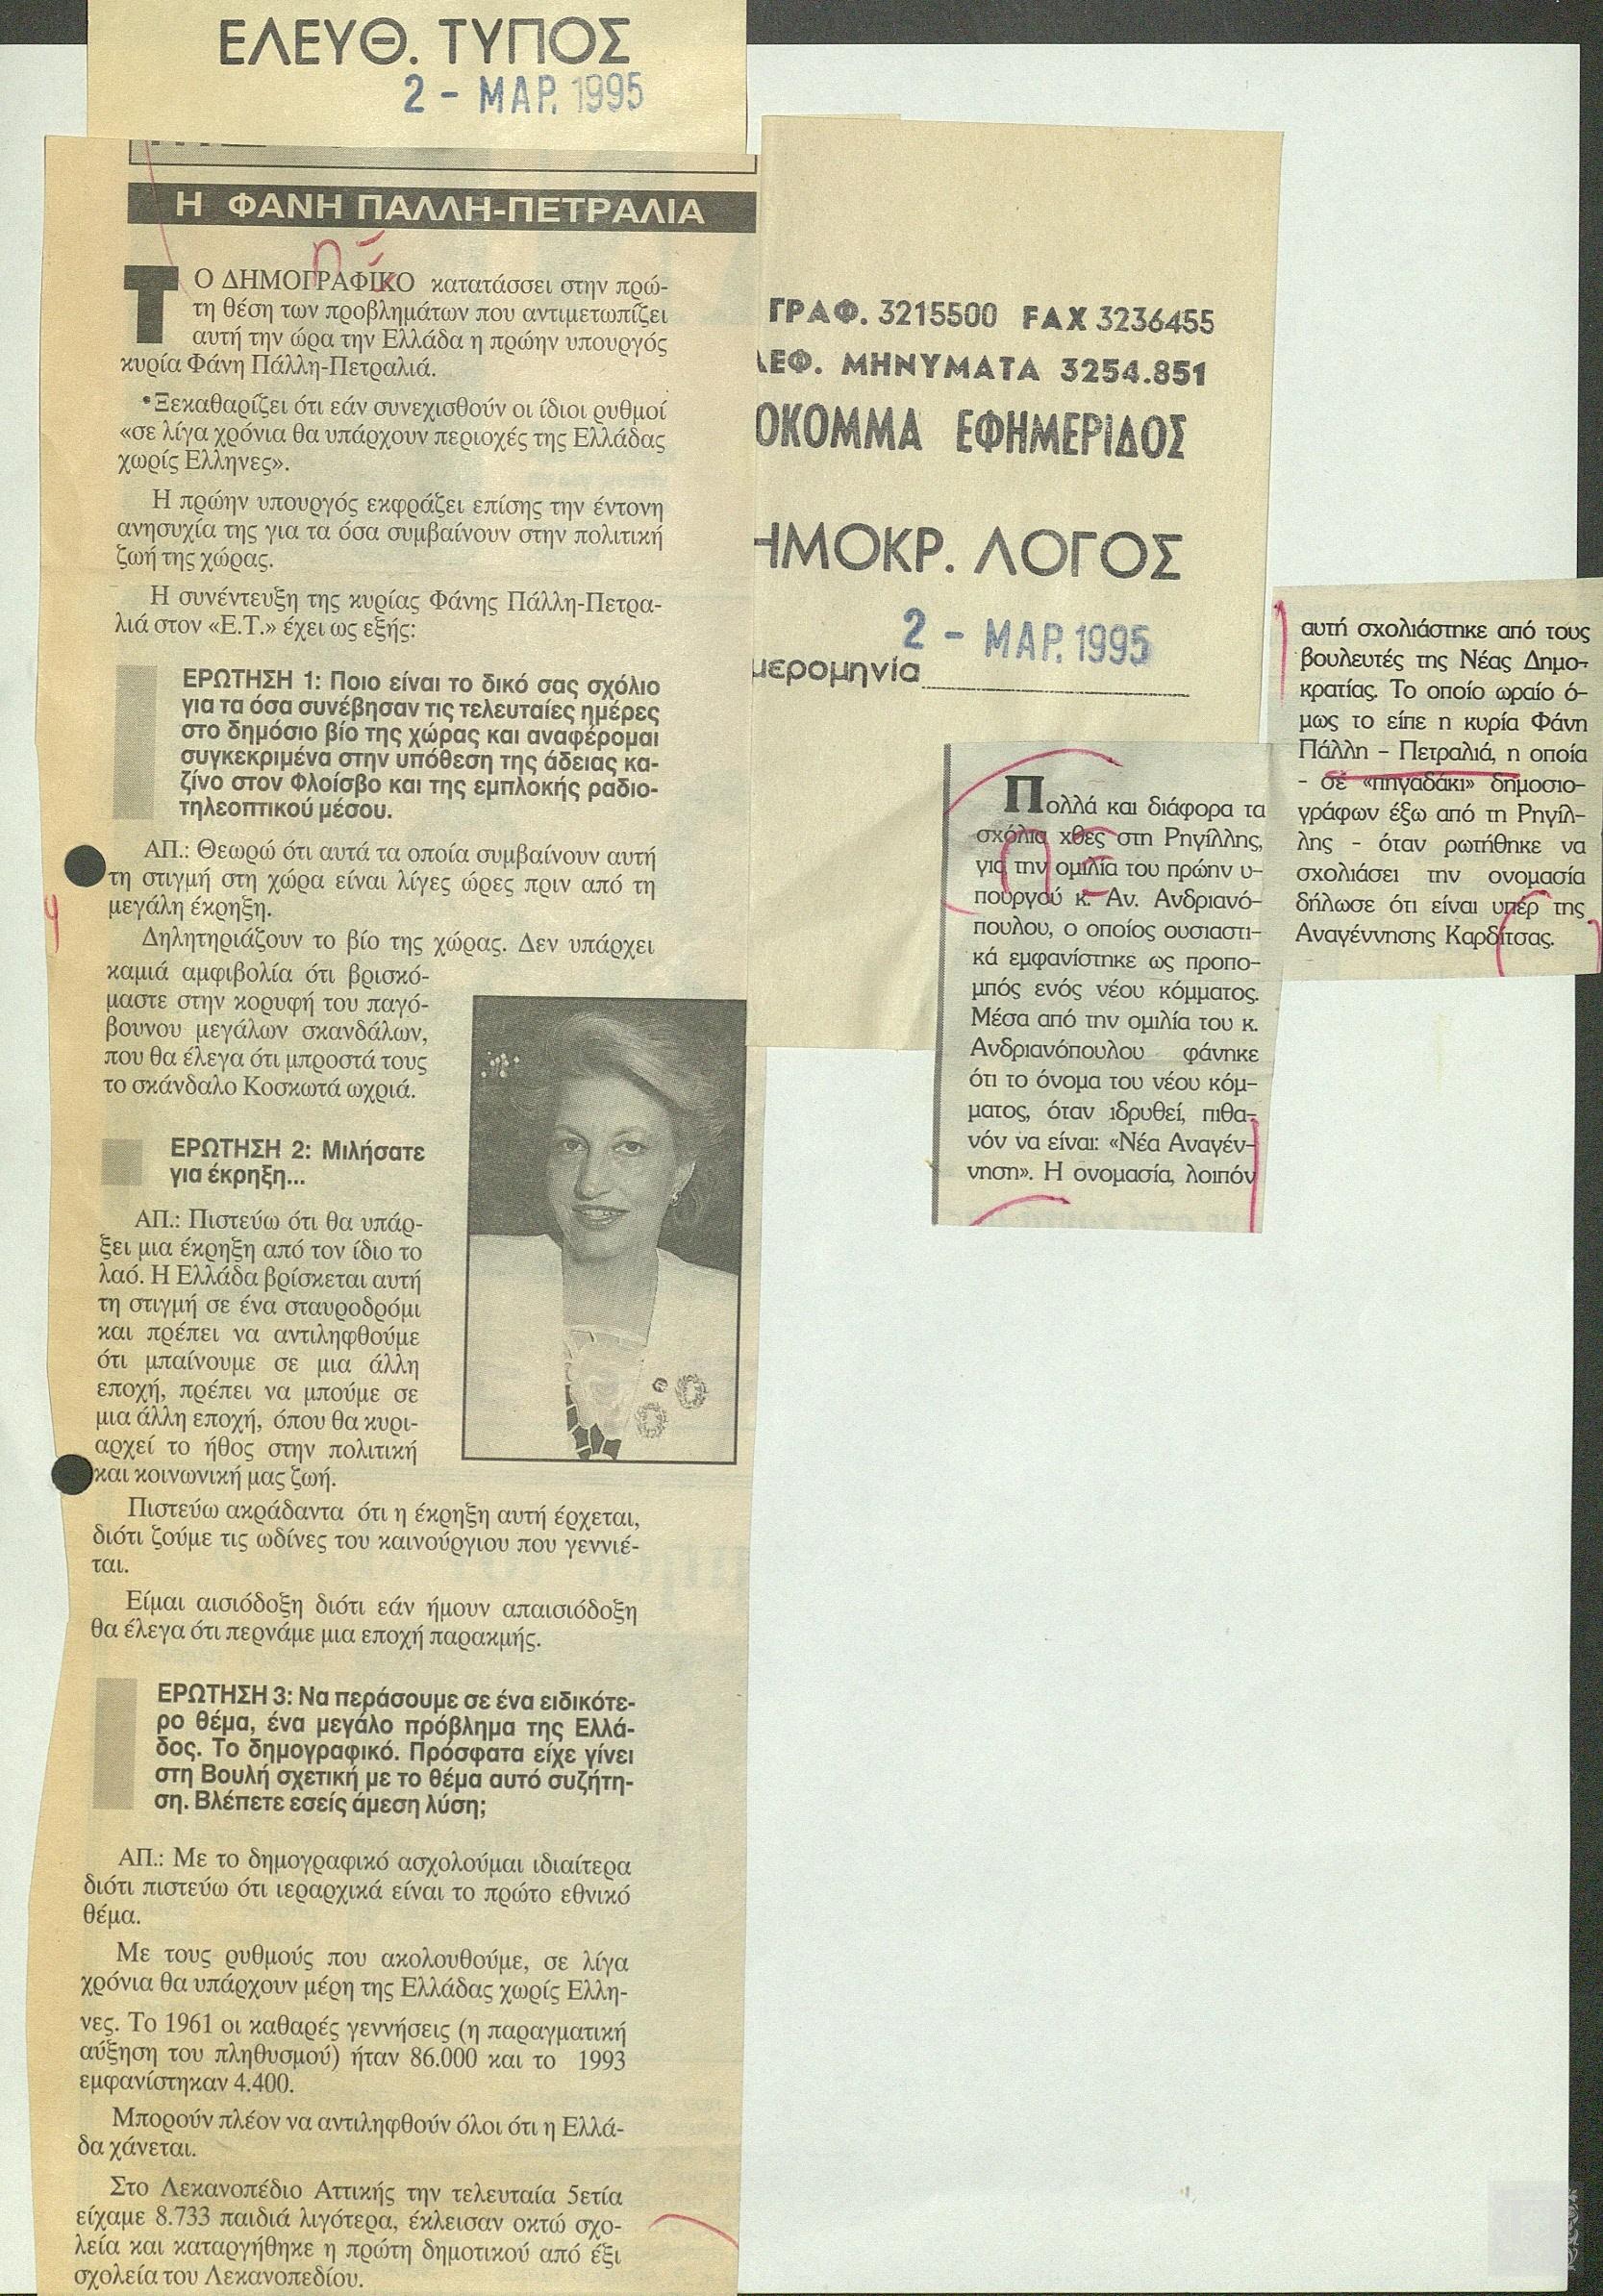 ΕΛΕΥΘ. ΤΥΠΟΣ
2 - ΜΑΡ. 1995
Η ΦΑΝΗ ΠΑΛΛΗ-ΠΕΤΡΑΛΙΑ
ΤΟ ΔΗΜΟΓΡΑΦΙΚΟ κατατάσσει στην πρώ-
τη θέση των προβλημάτων που αντιμετωπίζει
αυτή την ώρα την Ελλάδα η πρώην υπουργός
κυρία Φάνη Πάλλη-Πετραλιά.
•Ξεκαθαρίζει ότι εάν συνεχισθούν οι ίδιοι ρυθμοί
«σε λίγα χρόνια θα υπάρχουν περιοχές της Ελλάδας
χωρίς Ελληνες».
Η πρώην υπουργός εκφράζει επίσης την έντονη
ανησυχία της για τα όσα συμβαίνουν στην πολιτική
ζωή της χώρας.
Η συνέντευξη της κυρίας Φάνης Πάλλη-Πετρα-
λιά στον «Ε.Τ.» έχει ως εξής:
ΕΡΩΤΗΣΗ 1: Ποιο είναι το δικό σας σχόλιο
για τα όσα συνέβησαν τις τελευταίες ημέρες
στο δημόσιο βίο της χώρας και αναφέρομαι
συγκεκριμένα στην υπόθεση της άδειας κα-
ζίνο στον Φλοίσβο και της εμπλοκής ραδιο-
τηλεοπτικού μέσου.
ΑΠ.: Θεωρώ ότι αυτά τα οποία συμβαίνουν αυτή
τη στιγμή στη χώρα είναι λίγες ώρες πριν από τη
μεγάλη έκρηξη.
Δηλητηριάζουν το βίο της χώρας. Δεν υπάρχει
καμιά αμφιβολία ότι βρισκό-
μαστε στην κορυφή του παγό-
βουνου μεγάλων σκανδάλων,
που θα έλεγα ότι μπροστά τους
το σκάνδαλο Κοσκωτά ωχριά.
ΕΡΩΤΗΣΗ 2: Μιλήσατε
για έκρηξη...
ΑΠ.: Πιστεύω ότι θα υπάρ-
ξει μια έκρηξη από τον ίδιο το
λαό. Η Ελλάδα βρίσκεται αυτή
τη στιγμή σε ένα σταυροδρόμι
και πρέπει να αντιληφθούμε
ότι μπαίνουμε σε μια άλλη
εποχή, πρέπει να μπούμε σε
μια άλλη εποχή, όπου θα κυρι-
αρχεί το ήθος στην πολιτική
και κοινωνική μας ζωή.
Πιστεύω ακράδαντα ότι η έκρηξη αυτή έρχεται,
διότι ζούμε τις ωδίνες του καινούργιου που γεννιέ-
ται.
Είμαι αισιόδοξη διότι εάν ήμουν απαισιόδοξη
θα έλεγα ότι περνάμε μια εποχή παρακμής.
ΕΡΩΤΗΣΗ 3: Να περάσουμε σε ένα ειδικότε-
ρο θέμα, ένα μεγάλο πρόβλημα της Ελλά-
δος. Το δημογραφικό. Πρόσφατα είχε γίνει
στη Βουλή σχετική με το θέμα αυτό συζήτη-
ση. Βλέπετε εσείς άμεση λύση;
ΑΠ.: Με το δημογραφικό ασχολούμαι ιδιαίτερα
διότι πιστεύω ότι ιεραρχικά είναι το πρώτο εθνικό
θέμα.
Με τους ρυθμούς που ακολουθούμε, σε λίγα
χρόνια θα υπάρχουν μέρη της Ελλάδας χωρίς Ελλη-
νες. Το 1961 οι καθαρές γεννήσεις (η παραγματική
αύξηση του πληθυσμού) ήταν 86.000 και το 1993
εμφανίστηκαν 4.400.
Μπορούν πλέον να αντιληφθούν όλοι ότι η Ελλά-
δα χάνεται.
Στο Λεκανοπέδιο Αττικής την τελευταία 5ετία
είχαμε 8.733 παιδιά λιγότερα, έκλεισαν οκτώ σχο-
λεία και καταργήθηκε η πρώτη δημοτικού από έξι
σχολεία του Λεκανοπεδίου.
ΓΡΑΦ. 3215500 FAX 3236455
ΛΕΦ. ΜΗΝΥΜΑΤΑ 3254.851
ΟΚΟΜΜΑ ΕΦΗΜΕΡΙΔΟΣ
ΗΜΟΚΡ. ΛΟΓΟΣ
2 - ΜΑΡ. 1995
μερομηνία
Πολλά και διάφορα τα
σχόλια χθες στη Ρηγίλλης,
για την ομιλία του πρώην υ-
πουργού κ. Αν. Ανδριανό-
πουλου, ο οποίος ουσιαστι-
κά εμφανίστηκε ως προπο-
μπός ενός νέου κόμματος.
Μέσα από την ομιλία του κ.
Ανδριανόπουλου φάνηκε
ότι το όνομα του νέου κόμ-
ματος, όταν ιδρυθεί, πιθα-
νόν να είναι: «Νέα Αναγέν-
νηση». Η ονομασία, λοιπόν
αυτή σχολιάστηκε από τους
βουλευτές της Νέας Δημο-
κρατίας. Το οποίο ωραίο ό-
μως το είπε η κυρία Φάνη
Πάλλη - Πετραλιά, η οποία
- σε «πηγαδάκι» δημοσιο-
γράφων έξω από τη Ρηγίλ-
λης - όταν ρωτήθηκε να
σχολιάσει την ονομασία
δήλωσε ότι είναι υπέρ της
Αναγέννησης Καρδίτσας.